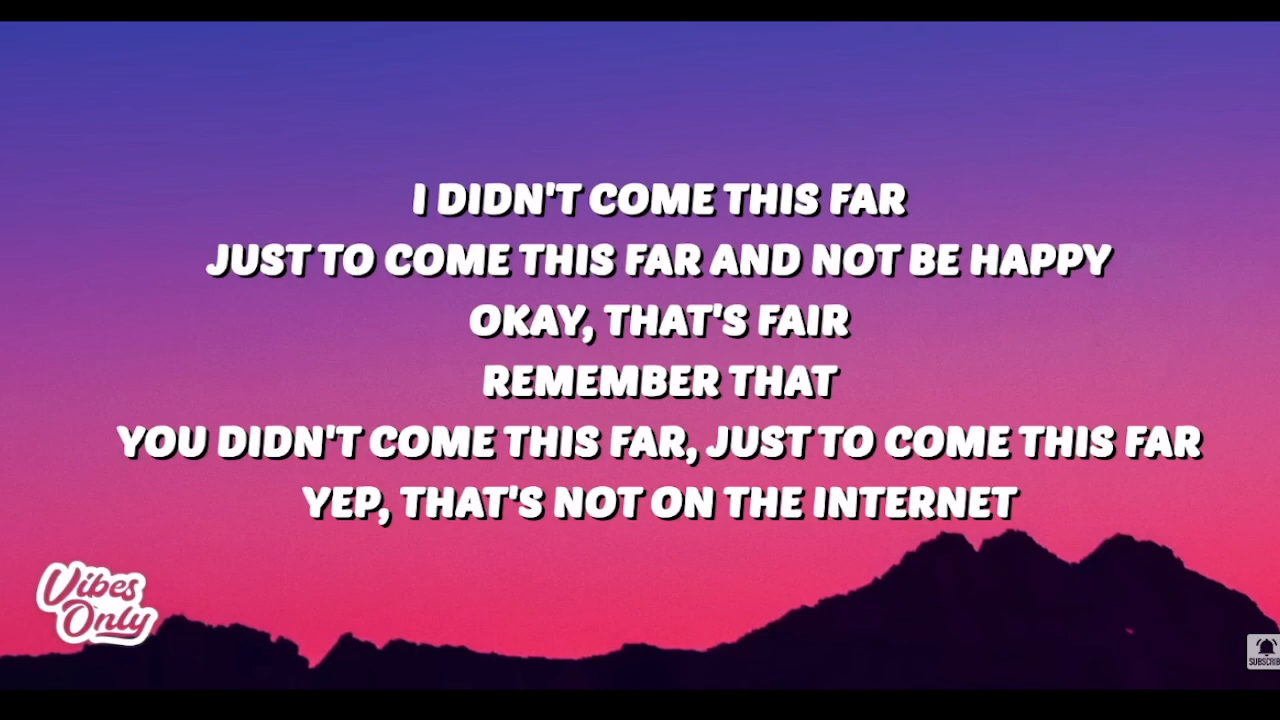 I DIDN'T COME THIS FAR
JUST TO COME THIS FAR AND NOT BE HAPPY
OKAY, THAT'S FAIR
REMEMBER THAT
YOU DIDN'T COME THIS FAR, JUST TO COME THIS FAR
YEP, THAT'S NOT ON THE INTERNET
Vibes
Only
SUBSCRIB